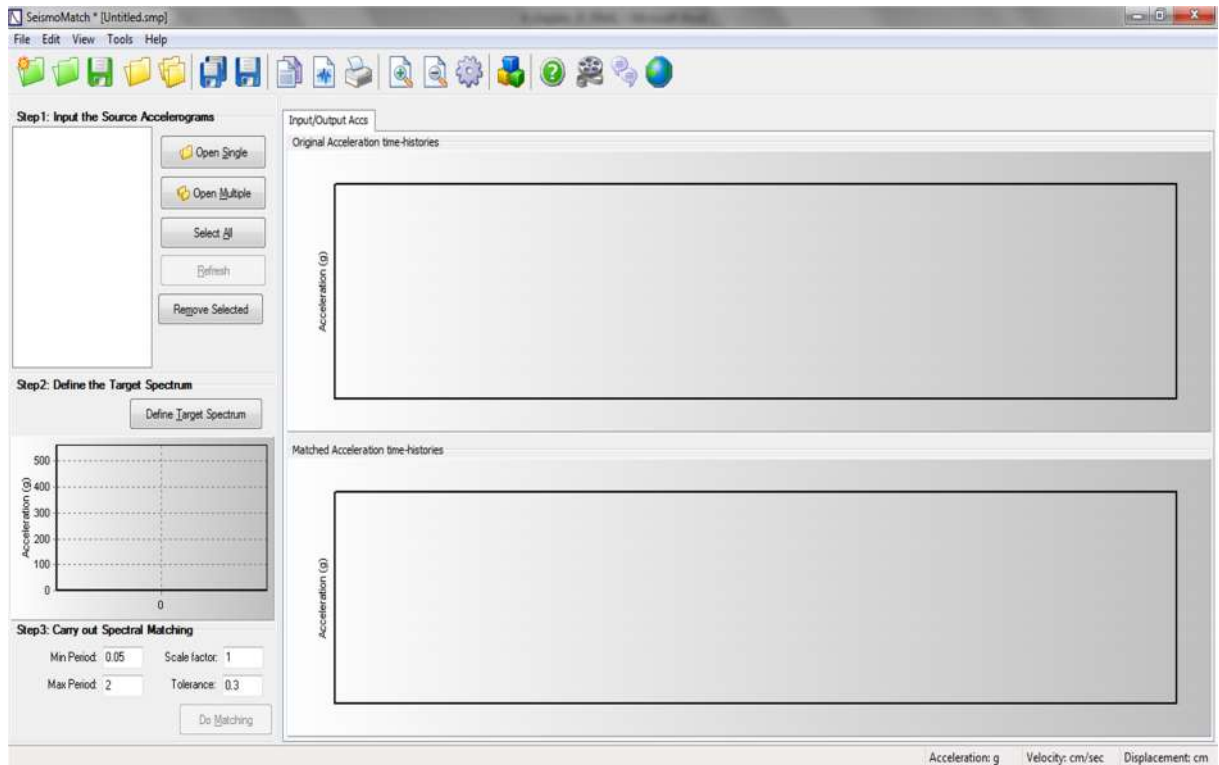 SeismoMatch * [Untitled.smp]
File Edit View Tools Help
Step1: Input the Source Accelerograms
Open Single
Open Multiple
Select All
Refresh
Remove Selected
Step2: Define the Target Spectrum
Define Target Spectrum
Acceleration (g)
500
400
300
200
100
0
0
Step3: Carry out Spectral Matching
Min Period: 0.05 Scale factor: 1
Max Period: 2 Tolerance: 0.3
Do Matching
Input/Output Accs
Original Acceleration time-histories
Acceleration (g)
Matched Acceleration time-histories
Acceleration (g)
Acceleration: g Velocity: cm/sec Displacement: cm